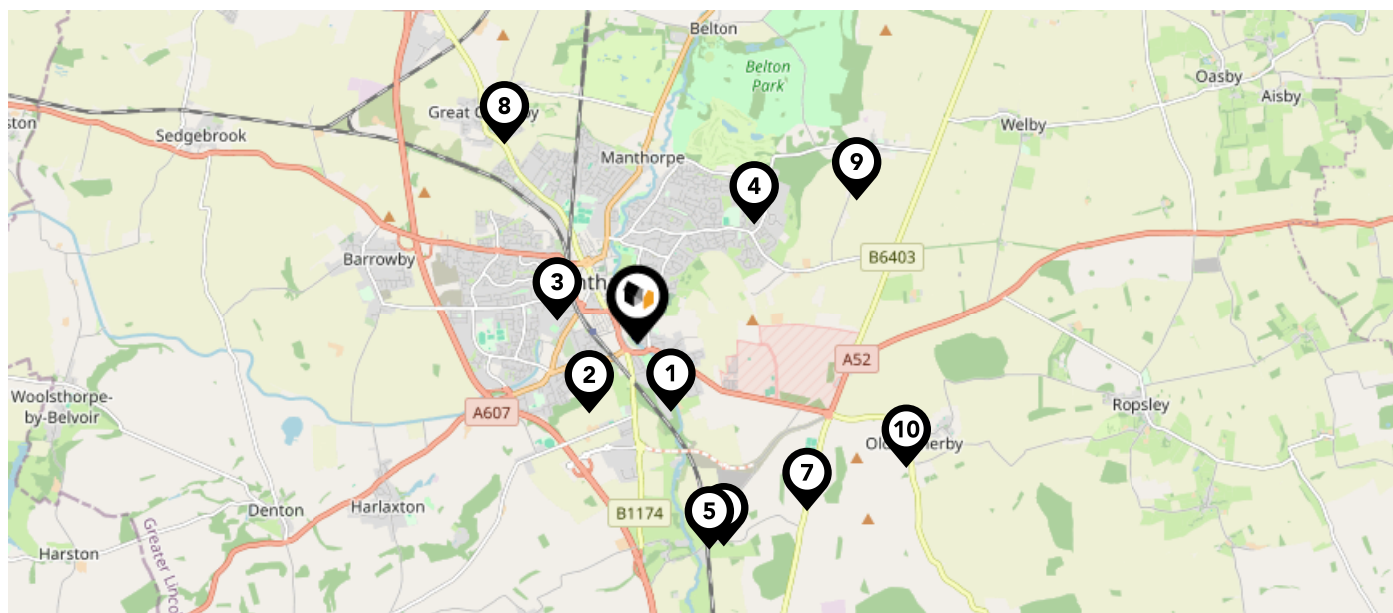 Belton
Belton
Park
Oasby
Aisby
8
Great
Welby
ston
Sedgebrook
Manthorpe
9
4
Barrowby
B6403
3
A52
1
2
Woolsthorpe-
by-Belvoir
A607
Ropsley
10
7
Denton
Harlaxton
B1174
5
Harston
Greater Linco